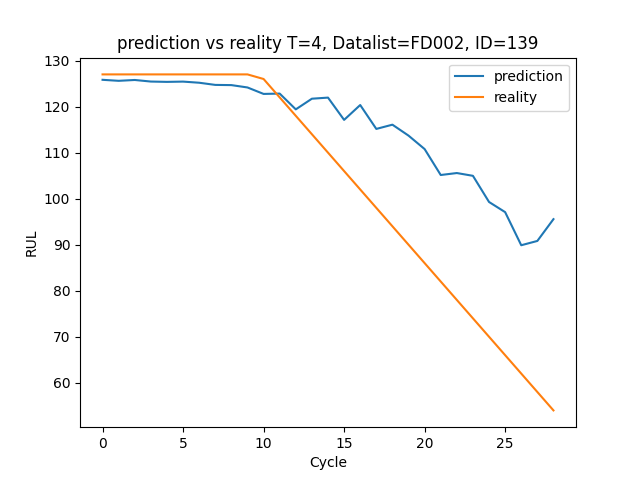 prediction vs reality T=4, Datalist=FD002, ID=139
prediction
reality
130
120
110
100
90
80
70
60
RUL
0 5 10 15 20 25
Cycle